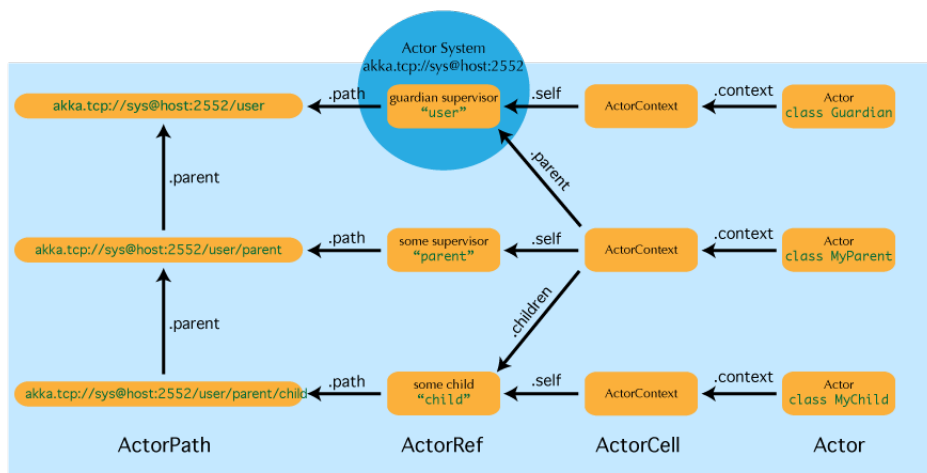 Actor System
akka.tcp://sys@host:2552
akka.tcp://sys@host:2552/user
.path
guardian supervisor
“user”
.self
ActorContext
.context
Actor
class Guardian
.parent
.parent
akka.tcp://sys@host:2552/user/parent
.path
some supervisor
“parent”
.self
ActorContext
.context
Actor
class MyParent
.parent
.children
akka.tcp://sys@host:2552/user/parent/child
.path
some child
“child”
.self
ActorContext
.context
Actor
class MyChild
ActorPath
ActorRef
ActorCell
Actor